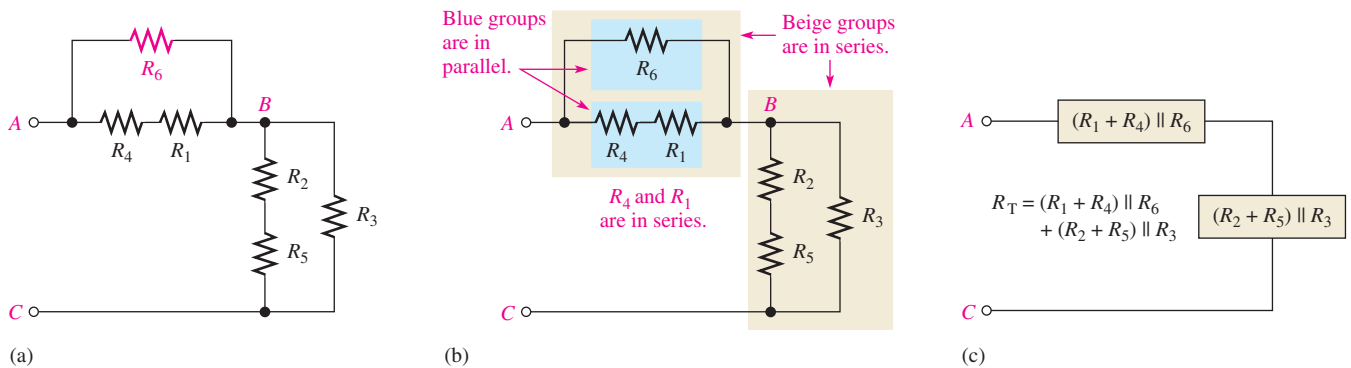 R6
A
B
R4
R1
R2
R3
R5
C
(a)
Blue groups
are in
parallel.
Beige groups
are in series.
R6
A
B
R4
R1
R4 and R1
are in series.
R2
R3
R5
C
(b)
A
(R1 + R4) || R6
RT = (R1 + R4) || R6
+ (R2 + R5) || R3
(R2 + R5) || R3
C
(c)